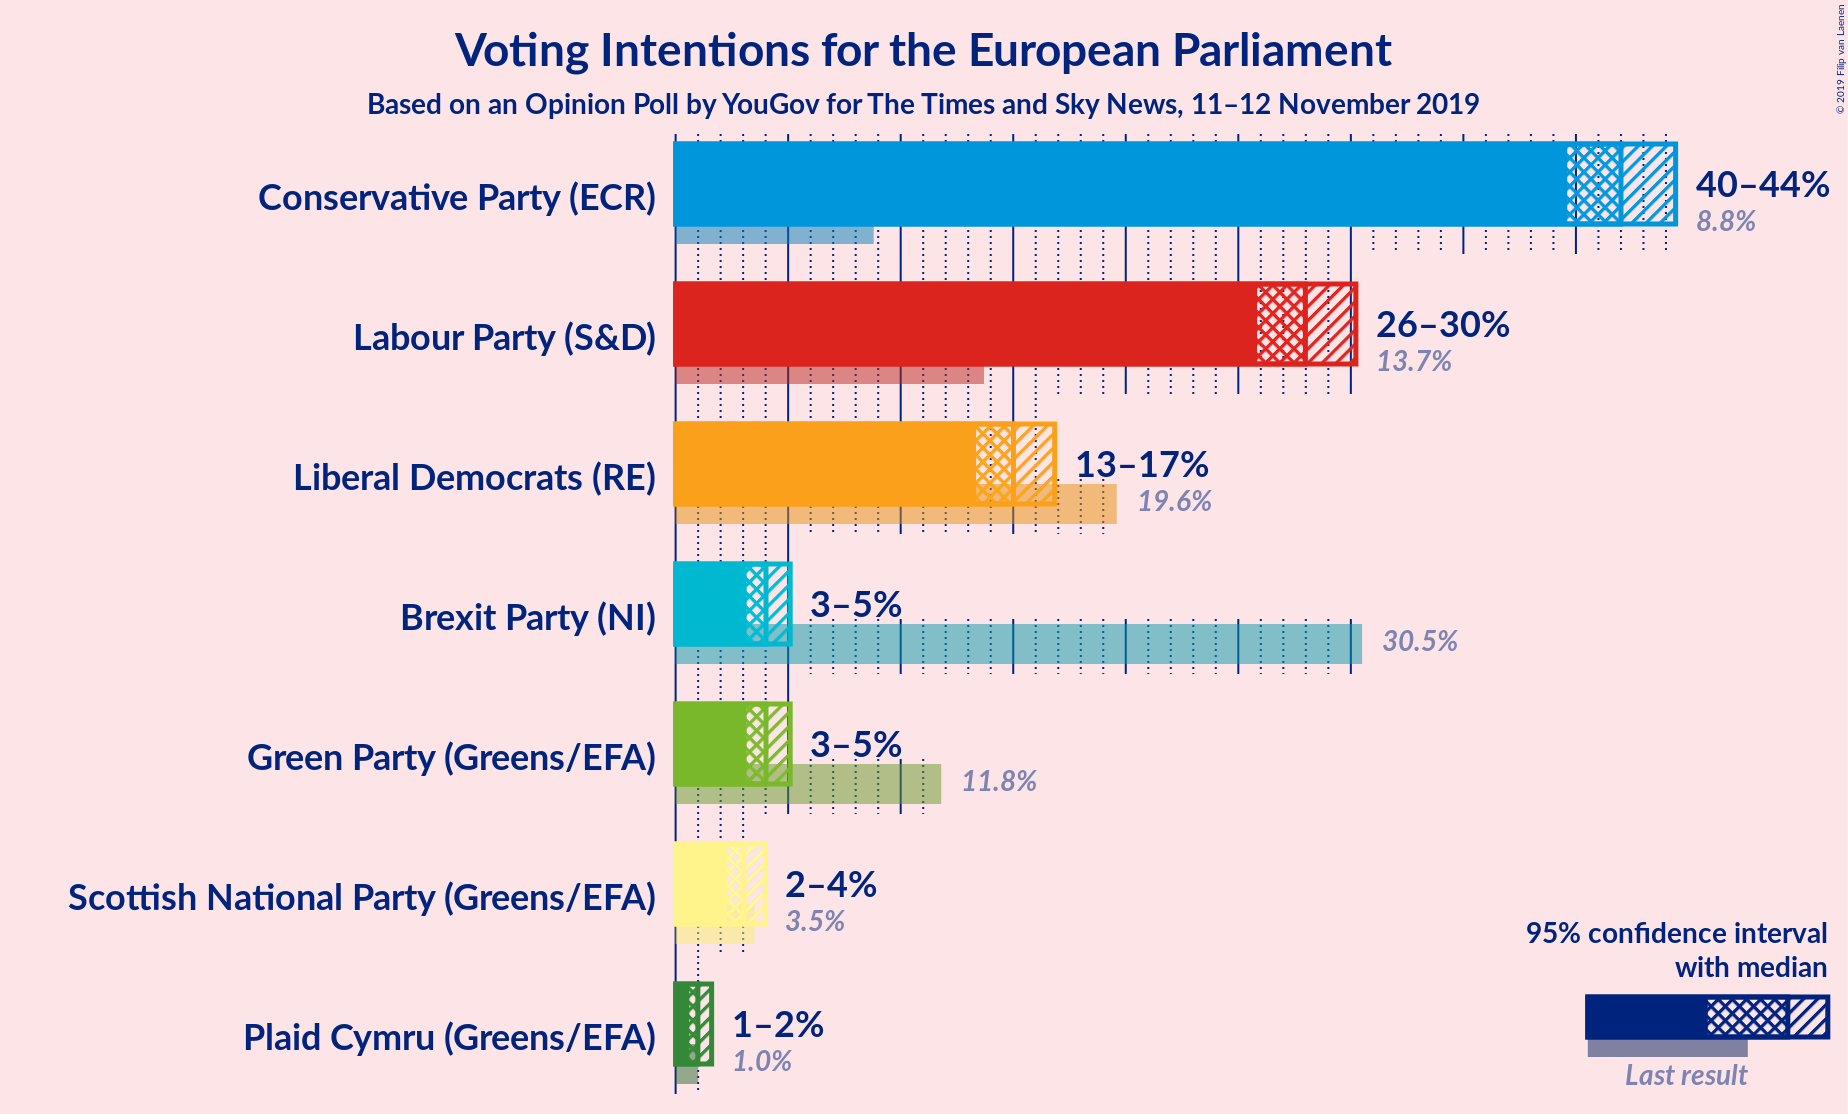 Voting Intentions for the European Parliament
Based on an Opinion Poll by YouGov for The Times and Sky News, 11–12 November 2019
© 2019 Filip van Laenen
Conservative Party (ECR)
40–44%
8.8%
Labour Party (S&D)
26–30%
13.7%
Liberal Democrats (RE)
13–17%
19.6%
Brexit Party (NI)
3–5%
30.5%
Green Party (Greens/EFA)
3–5%
11.8%
Scottish National Party (Greens/EFA)
2–4%
3.5%
Plaid Cymru (Greens/EFA)
1–2%
1.0%
95% confidence interval
with median
Last result